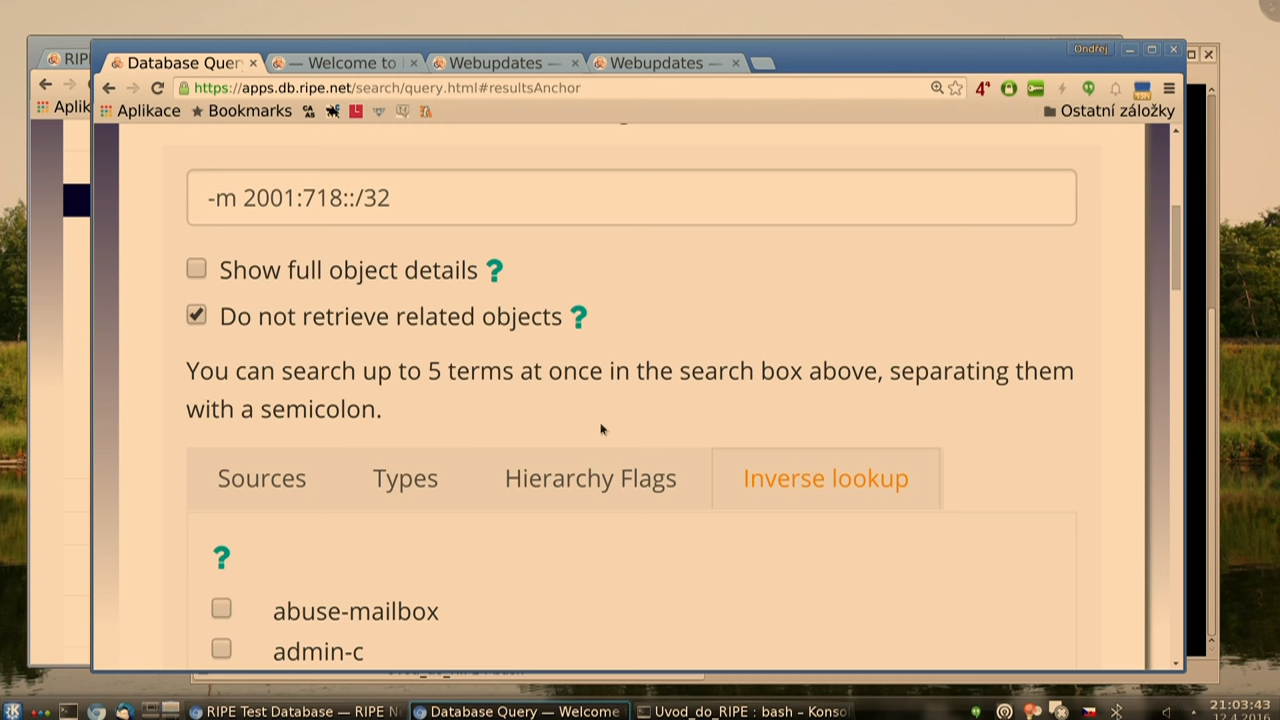 Ondřej
RIPE
Database Quer
— Welcome to
Webupdates —
Webupdates —
https://apps.db.ripe.net/search/query.html#resultsAnchor
Aplik
Aplikace
Bookmarks
Ostatní záložky
-m 2001:718::/32
Show full object details ?
Do not retrieve related objects ?
You can search up to 5 terms at once in the search box above, separating them
with a semicolon.
Sources
Types
Hierarchy Flags
Inverse lookup
?
abuse-mailbox
admin-c
RIPE Test Database — RIPE N
Database Query — Welcome
Uvod_do_RIPE : bash – Konso
21:03:43